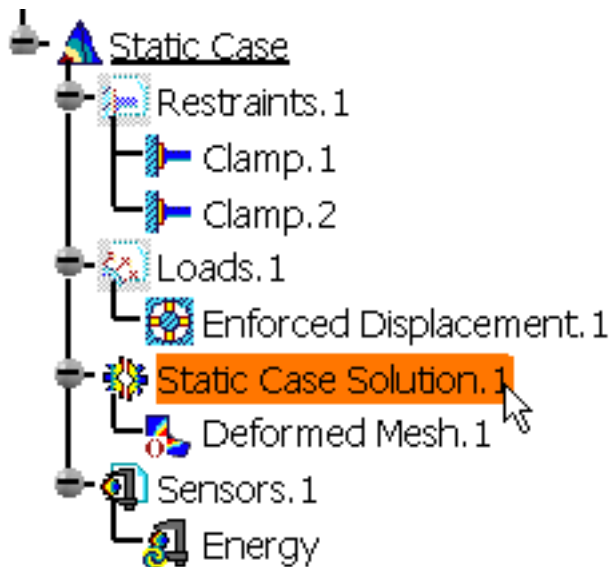 Static Case
Restraints.1
Clamp.1
Clamp.2
Loads.1
Enforced Displacement.1
Static Case Solution.1
Deformed Mesh.1
Sensors.1
Energy